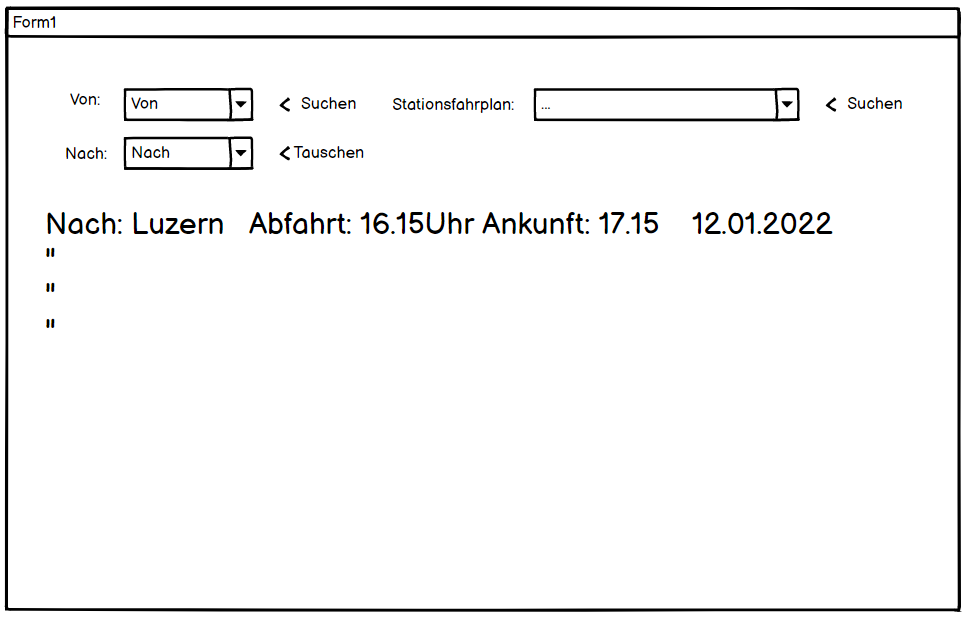 Form1
Von: Von < Suchen Stationsfahrplan: ... < Suchen
Nach: Nach < Tauschen
Nach: Luzern Abfahrt: 16.15Uhr Ankunft: 17.15 12.01.2022
"
"
"